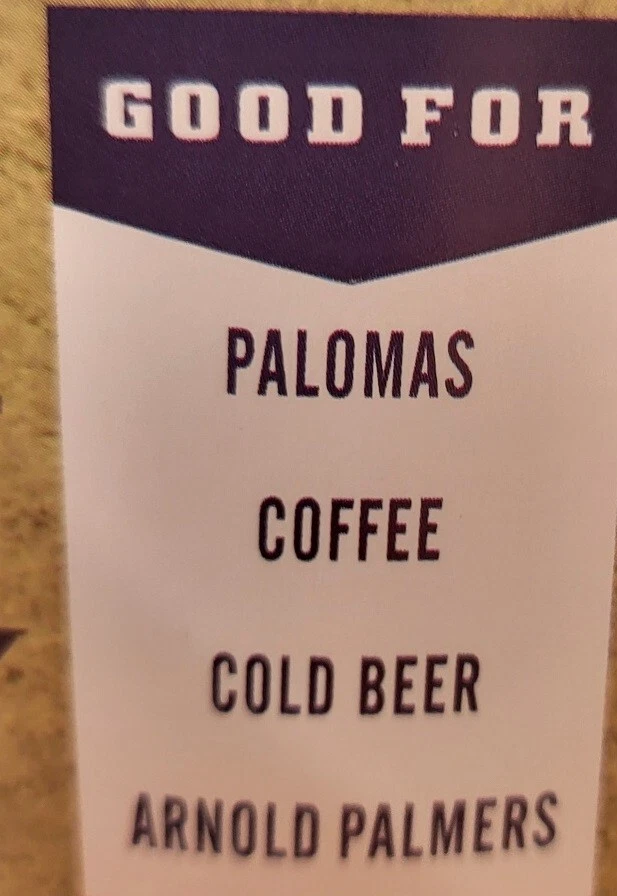 GOOD FOR
PALOMAS
COFFEE
COLD BEER
ARNOLD PALMERS